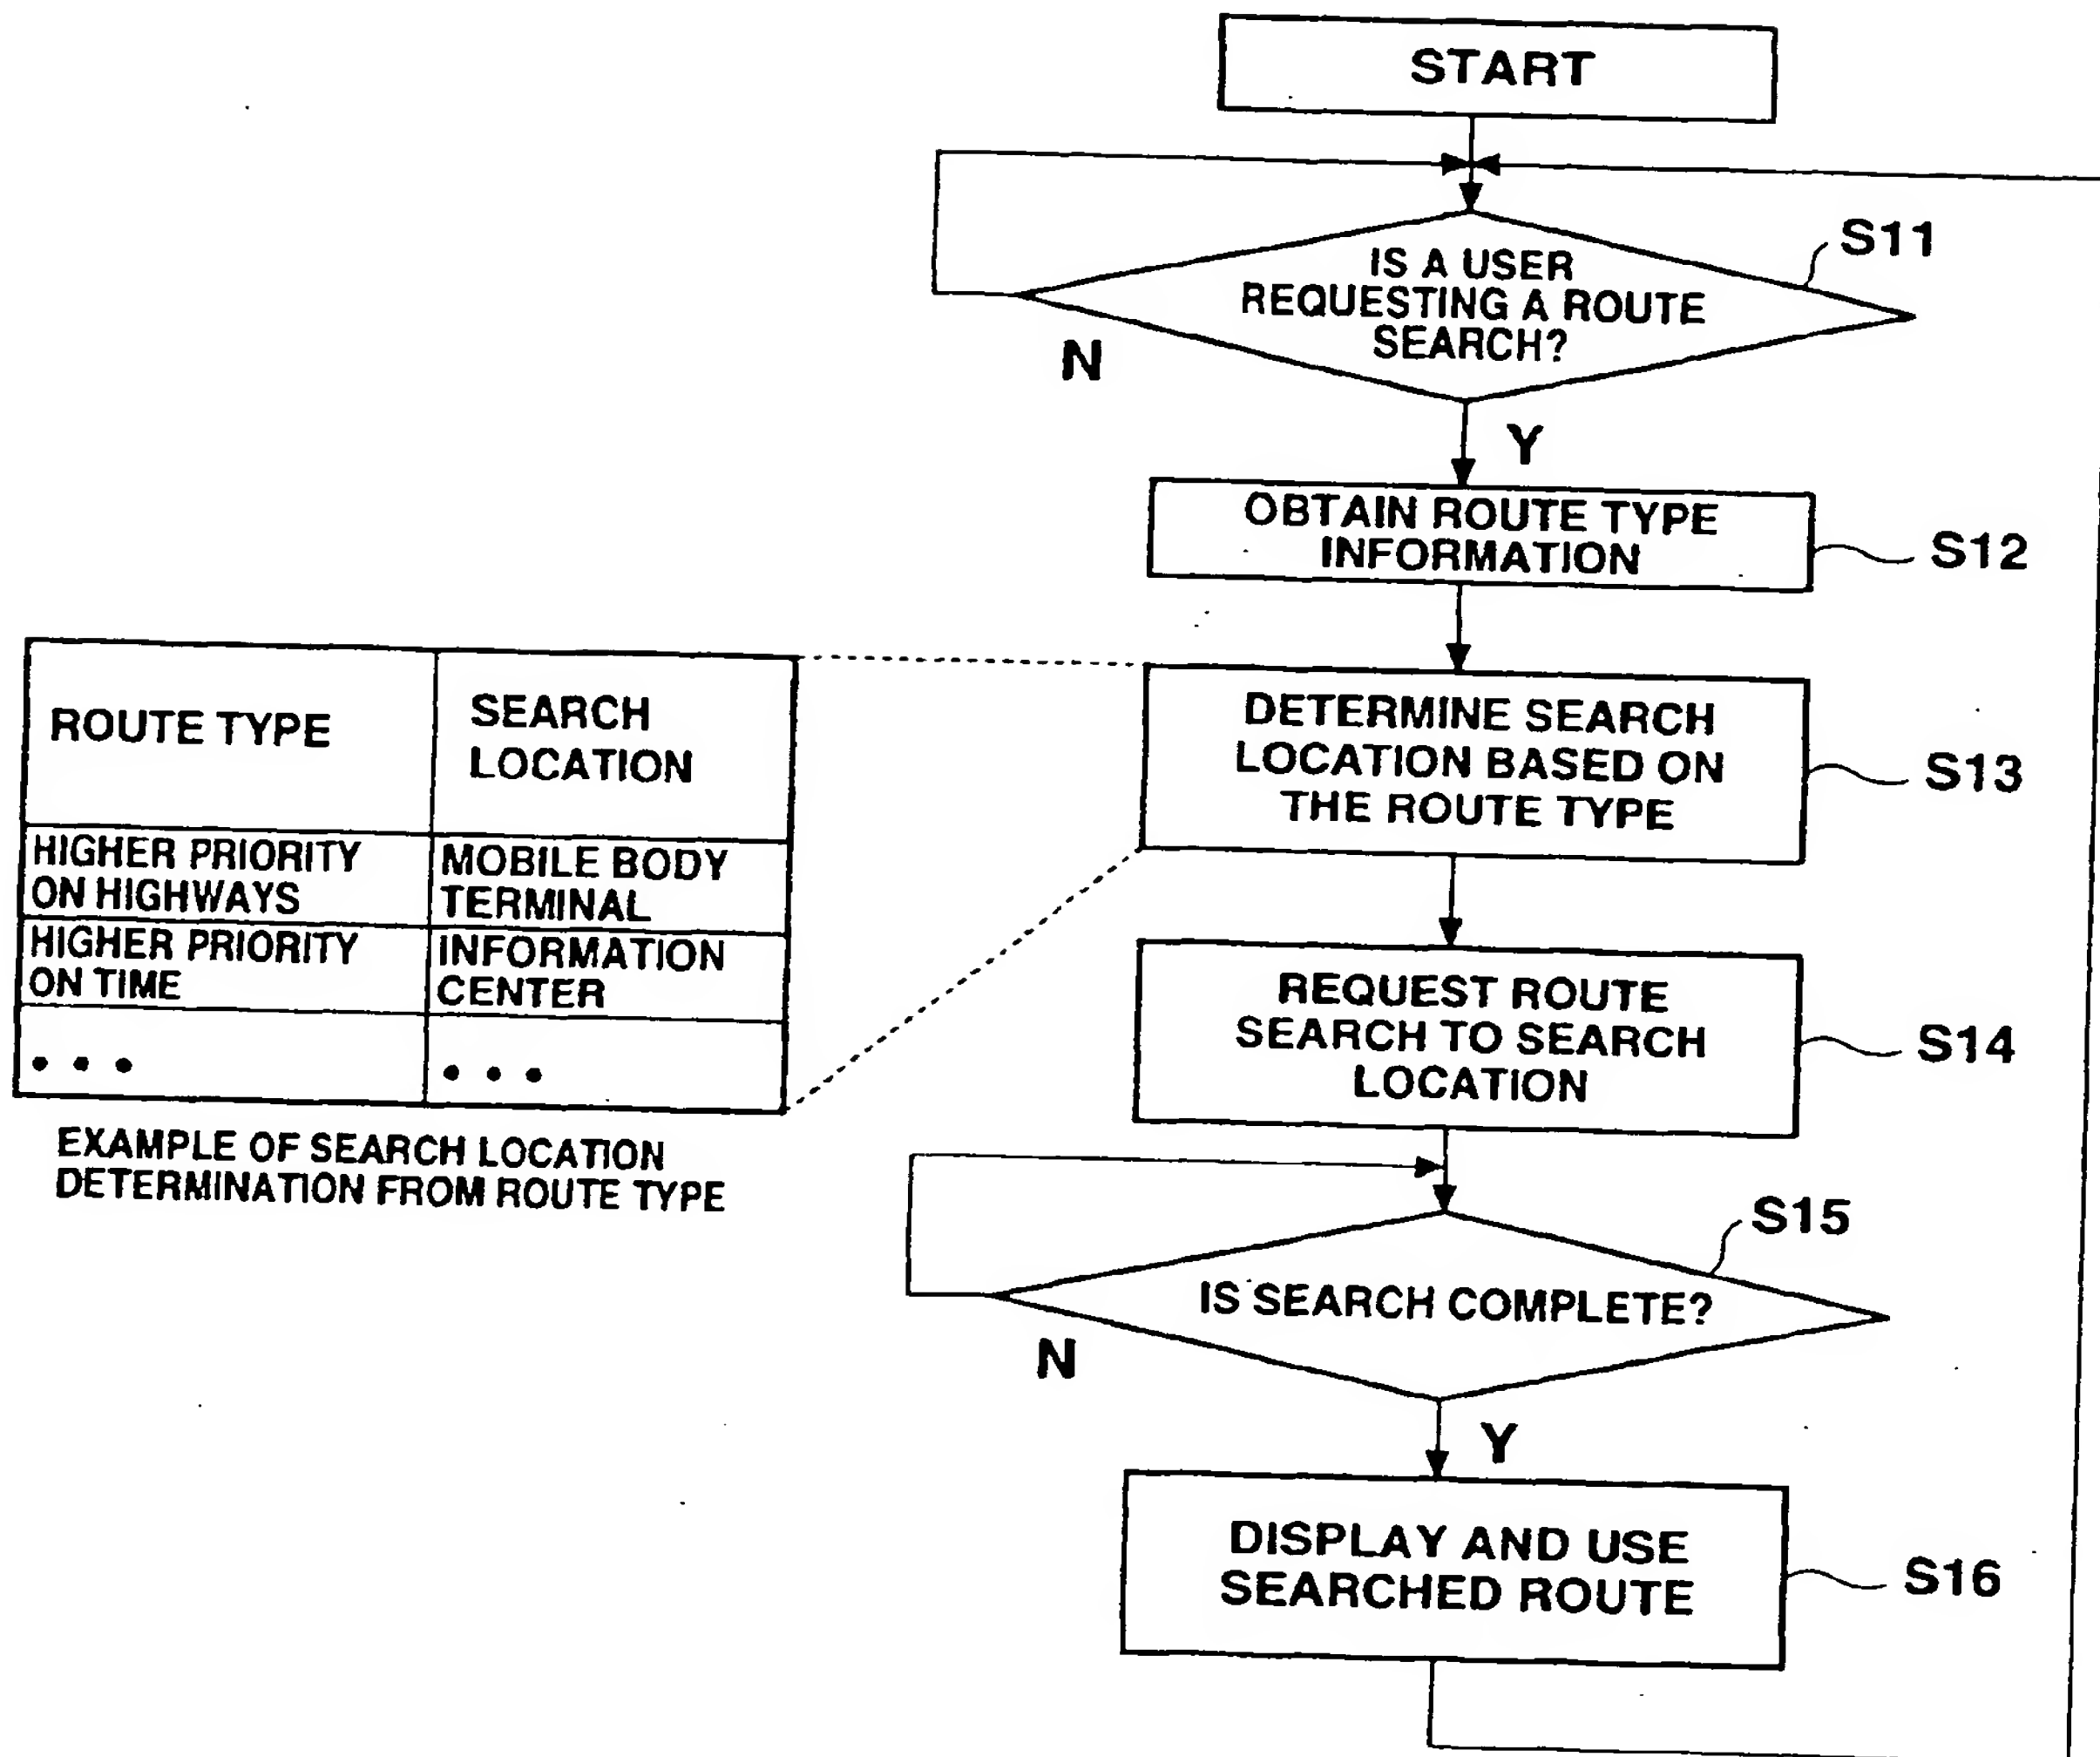 START
IS A USER
REQUESTING A ROUTE
SEARCH?
S11
N
Y
OBTAIN ROUTE TYPE
INFORMATION
S12
DETERMINE SEARCH
LOCATION BASED ON
THE ROUTE TYPE
S13
ROUTE TYPE
SEARCH
LOCATION
HIGHER PRIORITY
ON HIGHWAYS
MOBILE BODY
TERMINAL
HIGHER PRIORITY
ON TIME
INFORMATION
CENTER
• • •
• • •
EXAMPLE OF SEARCH LOCATION
DETERMINATION FROM ROUTE TYPE
REQUEST ROUTE
SEARCH TO SEARCH
LOCATION
S14
IS SEARCH COMPLETE?
S15
N
Y
DISPLAY AND USE
SEARCHED ROUTE
S16